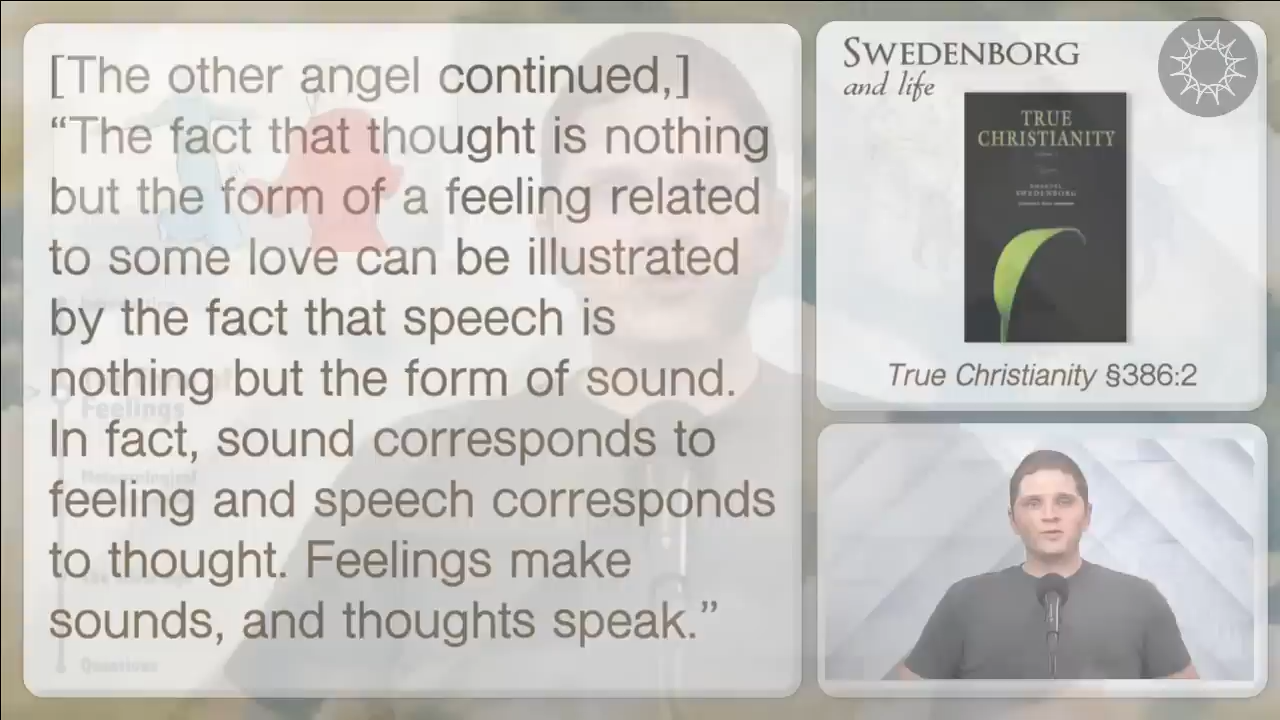 [The other angel continued,]
“The fact that thought is nothing
but the form of a feeling related
to some love can be illustrated
by the fact that speech is
nothing but the form of sound.
In fact, sound corresponds to
feeling and speech corresponds
to thought. Feelings make
sounds, and thoughts speak.”
Feelings
Questions
SWEDENBORG
and life
TRUE
CHRISTIANITY
EMANUEL
SWEDENBORG
True Christianity §386:2